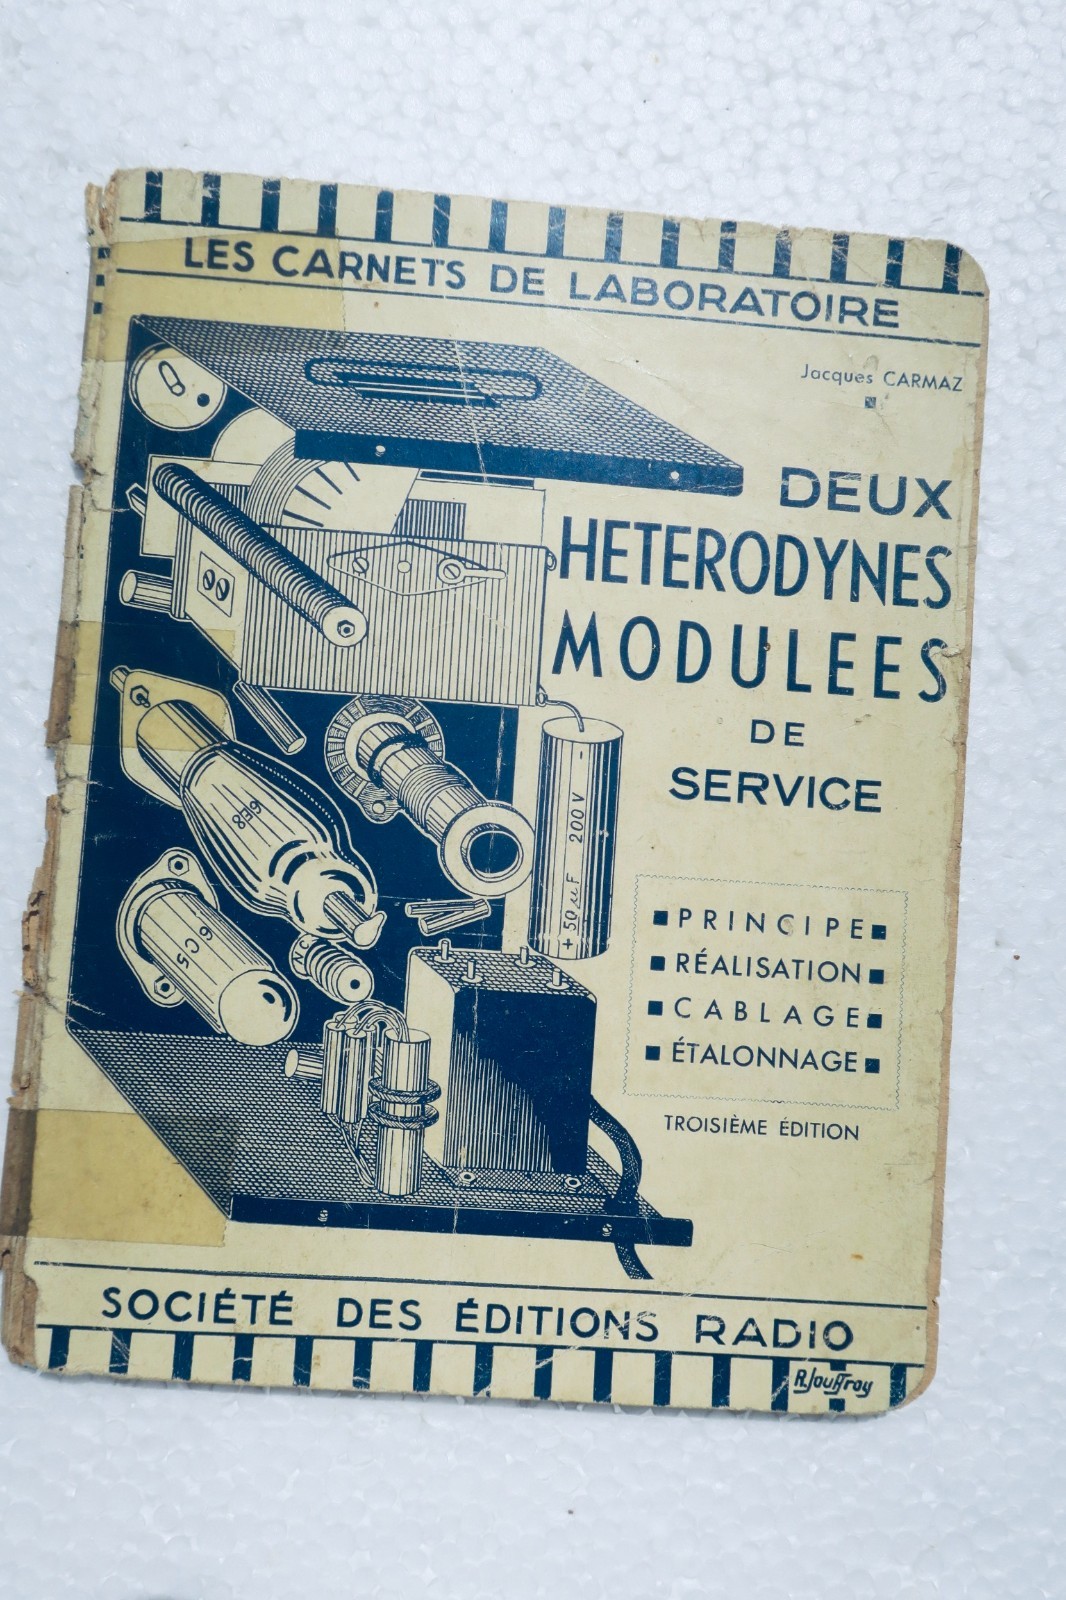 LES CARNETS DE LABORATOIRE
Jacques CARMAZ
DEUX
HETERODYNES
MODULEES
DE
SERVICE
6E8
6C5
N.C.
+ 50 µF 200 V -
■ PRINCIPE ■
■ RÉALISATION ■
■ CABLAGE ■
■ ÉTALONNAGE ■
TROISIÈME ÉDITION
SOCIÉTÉ DES ÉDITIONS RADIO
R. Jouffroy